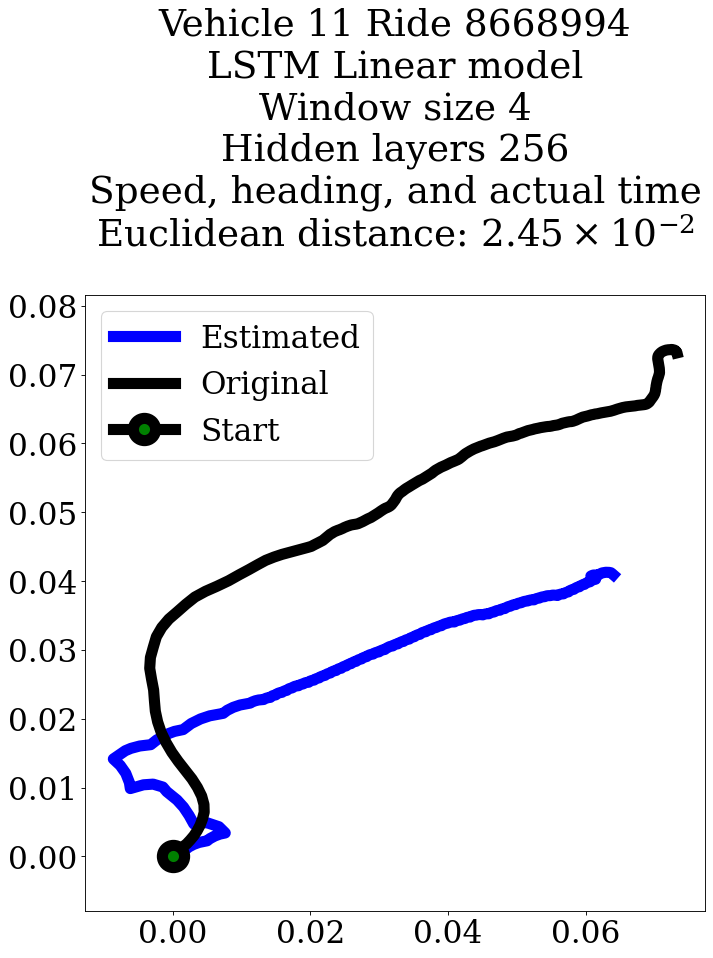 Vehicle 11 Ride 8668994
LSTM Linear model
Window size 4
Hidden layers 256
Speed, heading, and actual time
Euclidean distance: 2.45 × 10⁻²
0.08
0.07
0.06
0.05
0.04
0.03
0.02
0.01
0.00
Estimated
Original
Start
0.00 0.02 0.04 0.06